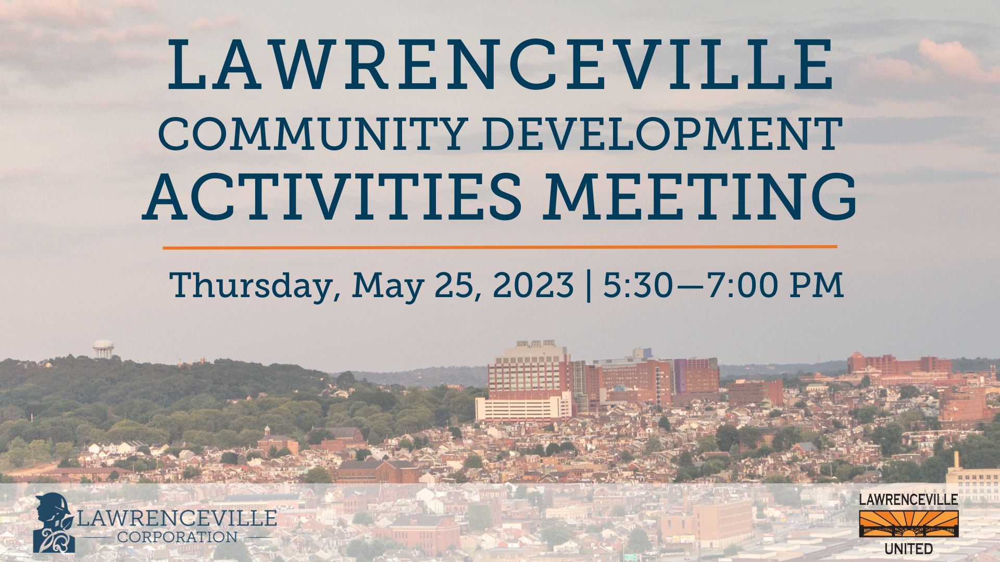 LAWRENCEVILLE
COMMUNITY DEVELOPMENT
ACTIVITIES MEETING
Thursday, May 25, 2023 | 5:30—7:00 PM
LAWRENCEVILLE
CORPORATION
LAWRENCEVILLE
UNITED